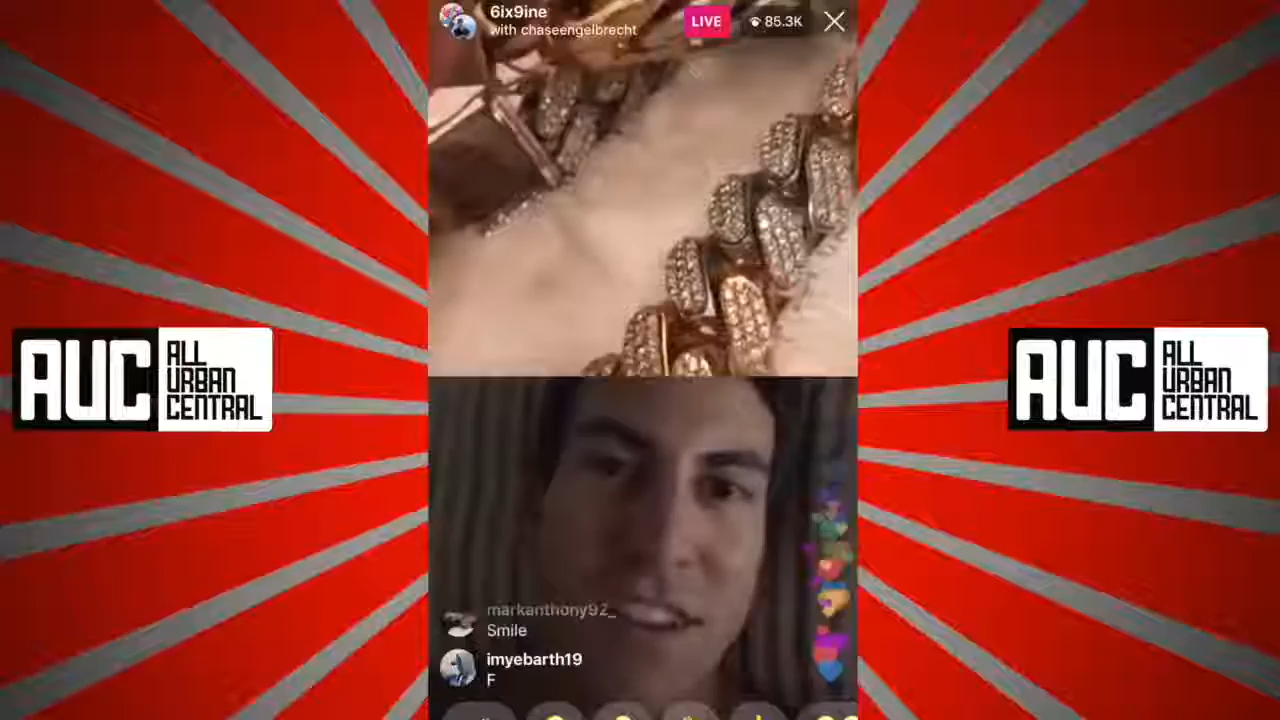 6ix9ine
with chaseengelbrecht
LIVE
85.3K
AUC
ALL
URBAN
CENTRAL
AUC
ALL
URBAN
CENTRAL
markanthony92_
Smile
imyebarth19
F